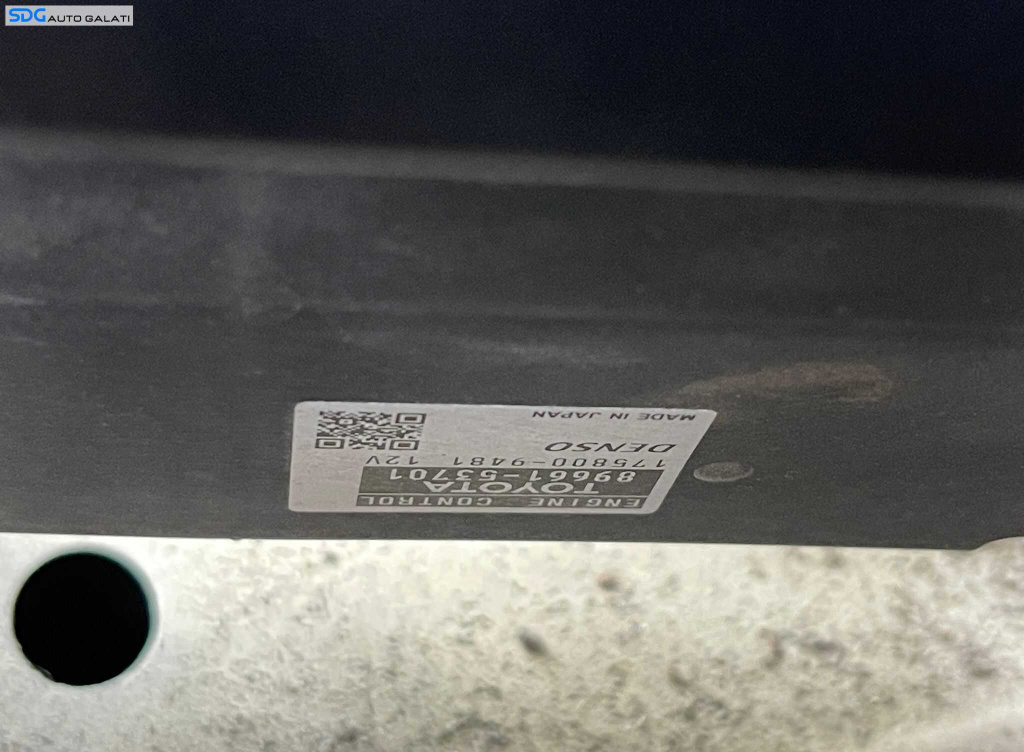 SDG AUTO GALATI
ENGINE CONTROL
TOYOTA
89661-53701
175800-9481 12V
DENSO
MADE IN JAPAN